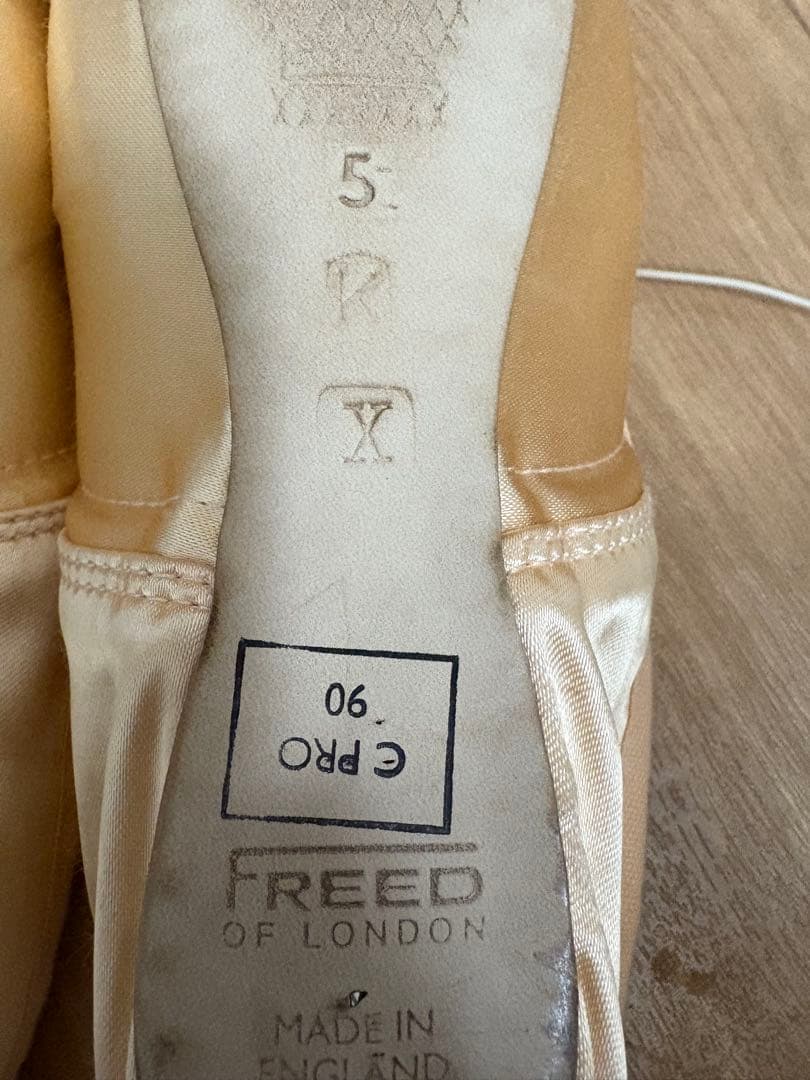 5
R
X
Є PRO
90
FREED
OF LONDON
MADE IN
ENGLAND